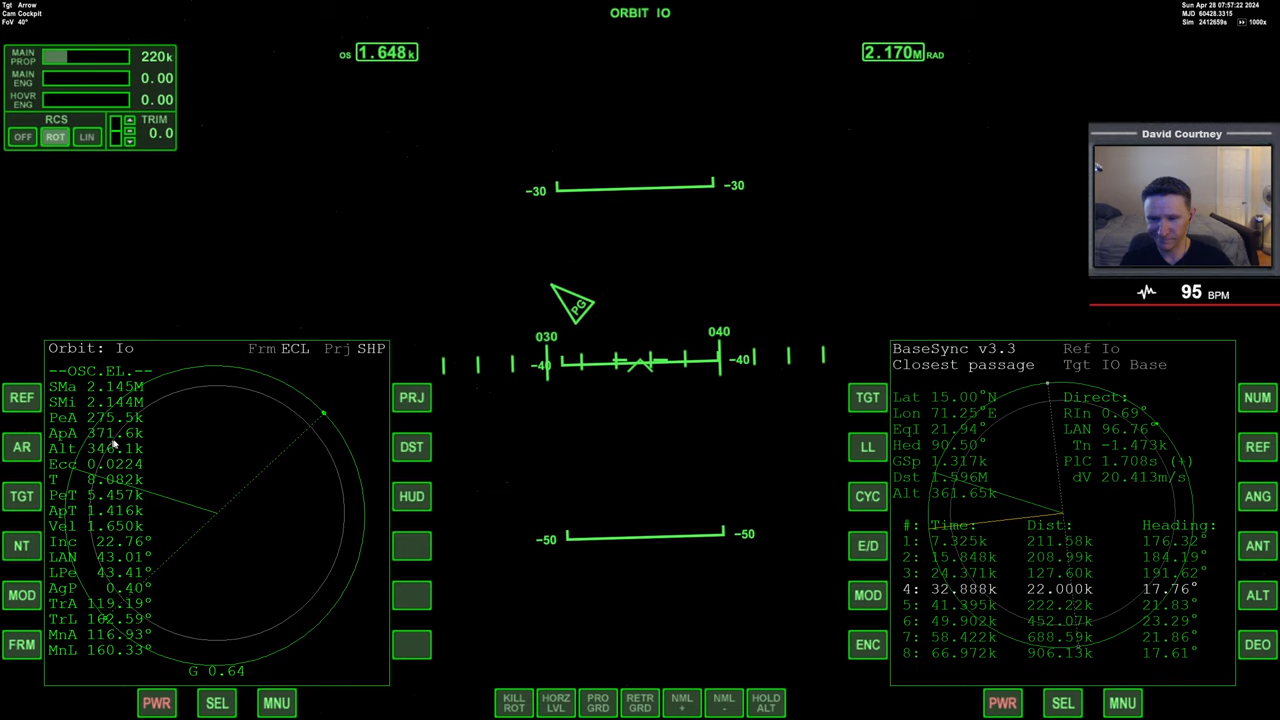 Tgt Arrow
Cam Cockpit
FoV 40°
ORBIT IO
Sun Apr 28 07:57:22 2024
MJD 60428.3315
Sim 2412659s 1000x
MAIN PROP 220k
MAIN ENG 0.00
HOVR ENG 0.00
RCS TRIM
OFF ROT LIN 0.0
OS 1.648k
2.170M RAD
David Courtney
95 BPM
-30 -30
PG
030 040
-40 -40
-50 -50
Orbit: Io Frm ECL Prj SHP
--OSC.EL.--
SMa 2.145M
SMi 2.144M
PeA 275.5k
ApA 371.6k
Alt 346.1k
Ecc 0.0224
T 8.082k
PeT 5.457k
ApT 1.416k
Vel 1.650k
Inc 22.76°
LAN 43.01°
LPe 43.41°
AgP 0.40°
TrA 119.19°
TrL 162.59°
MnA 116.93°
MnL 160.33°
G 0.64
REF
AR
TGT
NT
MOD
FRM
PRJ
DST
HUD
PWR SEL MNU
KILL ROT
HORZ LVL
PRO GRD
RETR GRD
NML +
NML -
HOLD ALT
BaseSync v3.3 Ref Io
Closest passage Tgt IO Base
Lat 15.00°N Direct:
Lon 71.25°E RIn 0.69°
EqI 21.94° LAN 96.76°
Hed 90.50° Tn -1.473k
GSp 1.317k PlC 1.708s (+)
Dst 1.596M dV 20.413m/s
Alt 361.65k
#: Time: Dist: Heading:
1: 7.325k 211.58k 176.32°
2: 15.848k 208.99k 184.19°
3: 24.371k 127.60k 191.62°
4: 32.888k 22.000k 17.76°
5: 41.395k 222.22k 21.83°
6: 49.902k 452.07k 23.29°
7: 58.422k 688.59k 21.86°
8: 66.972k 906.13k 17.61°
TGT
LL
CYC
E/D
MOD
ENC
NUM
REF
ANG
ANT
ALT
DEO
PWR SEL MNU